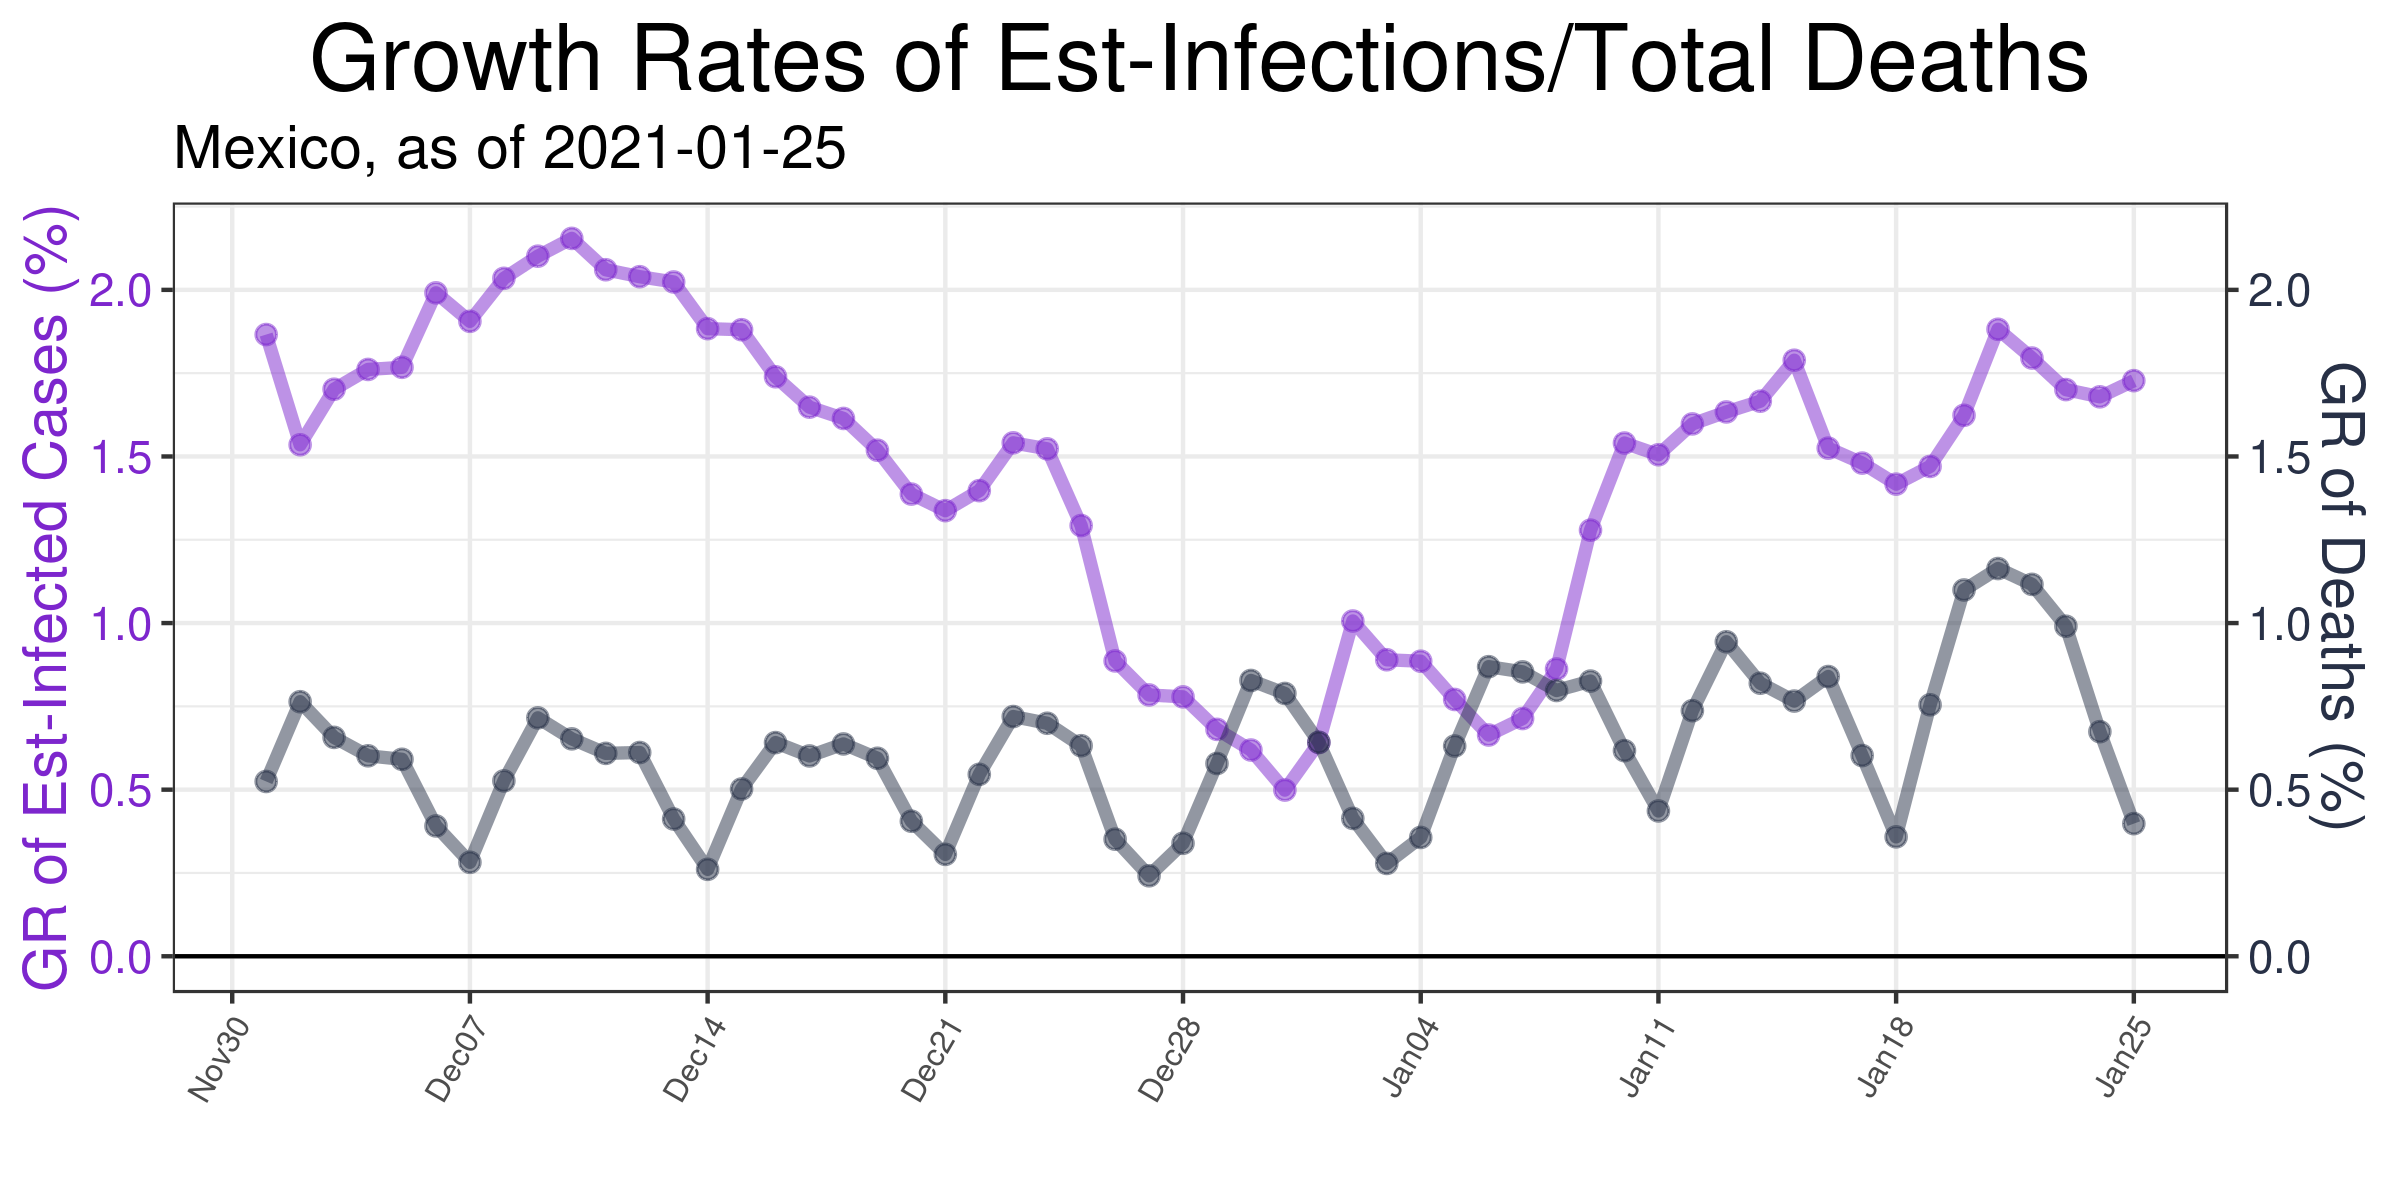 Growth Rates of Est-Infections/Total Deaths
Mexico, as of 2021-01-25
GR of Est-Infected Cases (%)
2.0
1.5
1.0
0.5
0.0
2.0
1.5
1.0
0.5
0.0
GR of Deaths (%)
Nov30
Dec07
Dec14
Dec21
Dec28
Jan04
Jan11
Jan18
Jan25